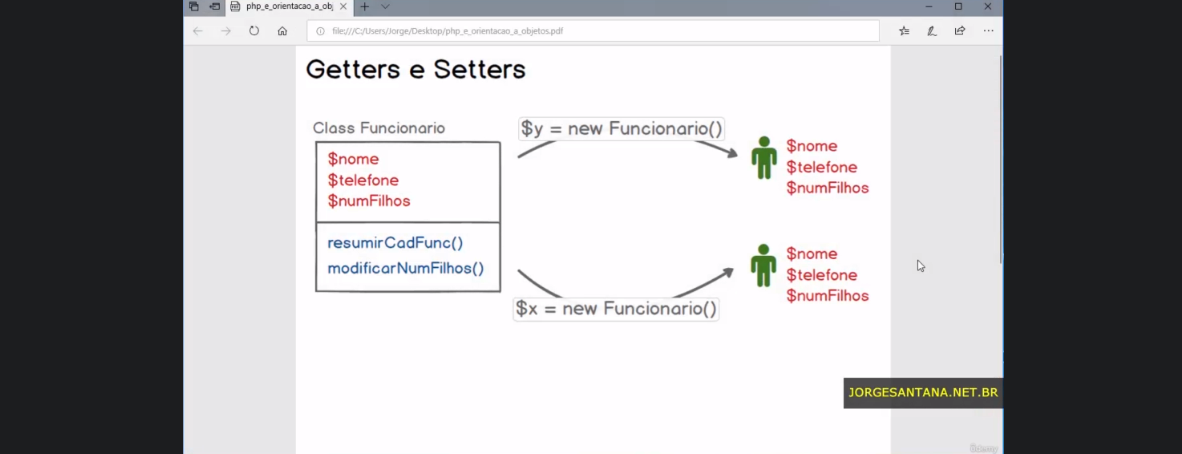 php_e_orientacao_a_obj
file:///C:/Users/Jorge/Desktop/php_e_orientacao_a_objetos.pdf
Getters e Setters
Class Funcionario
$nome
$telefone
$numFilhos
resumirCadFunc()
modificarNumFilhos()
$y = new Funcionario()
$nome
$telefone
$numFilhos
$x = new Funcionario()
$nome
$telefone
$numFilhos
JORGESANTANA.NET.BR
Udemy